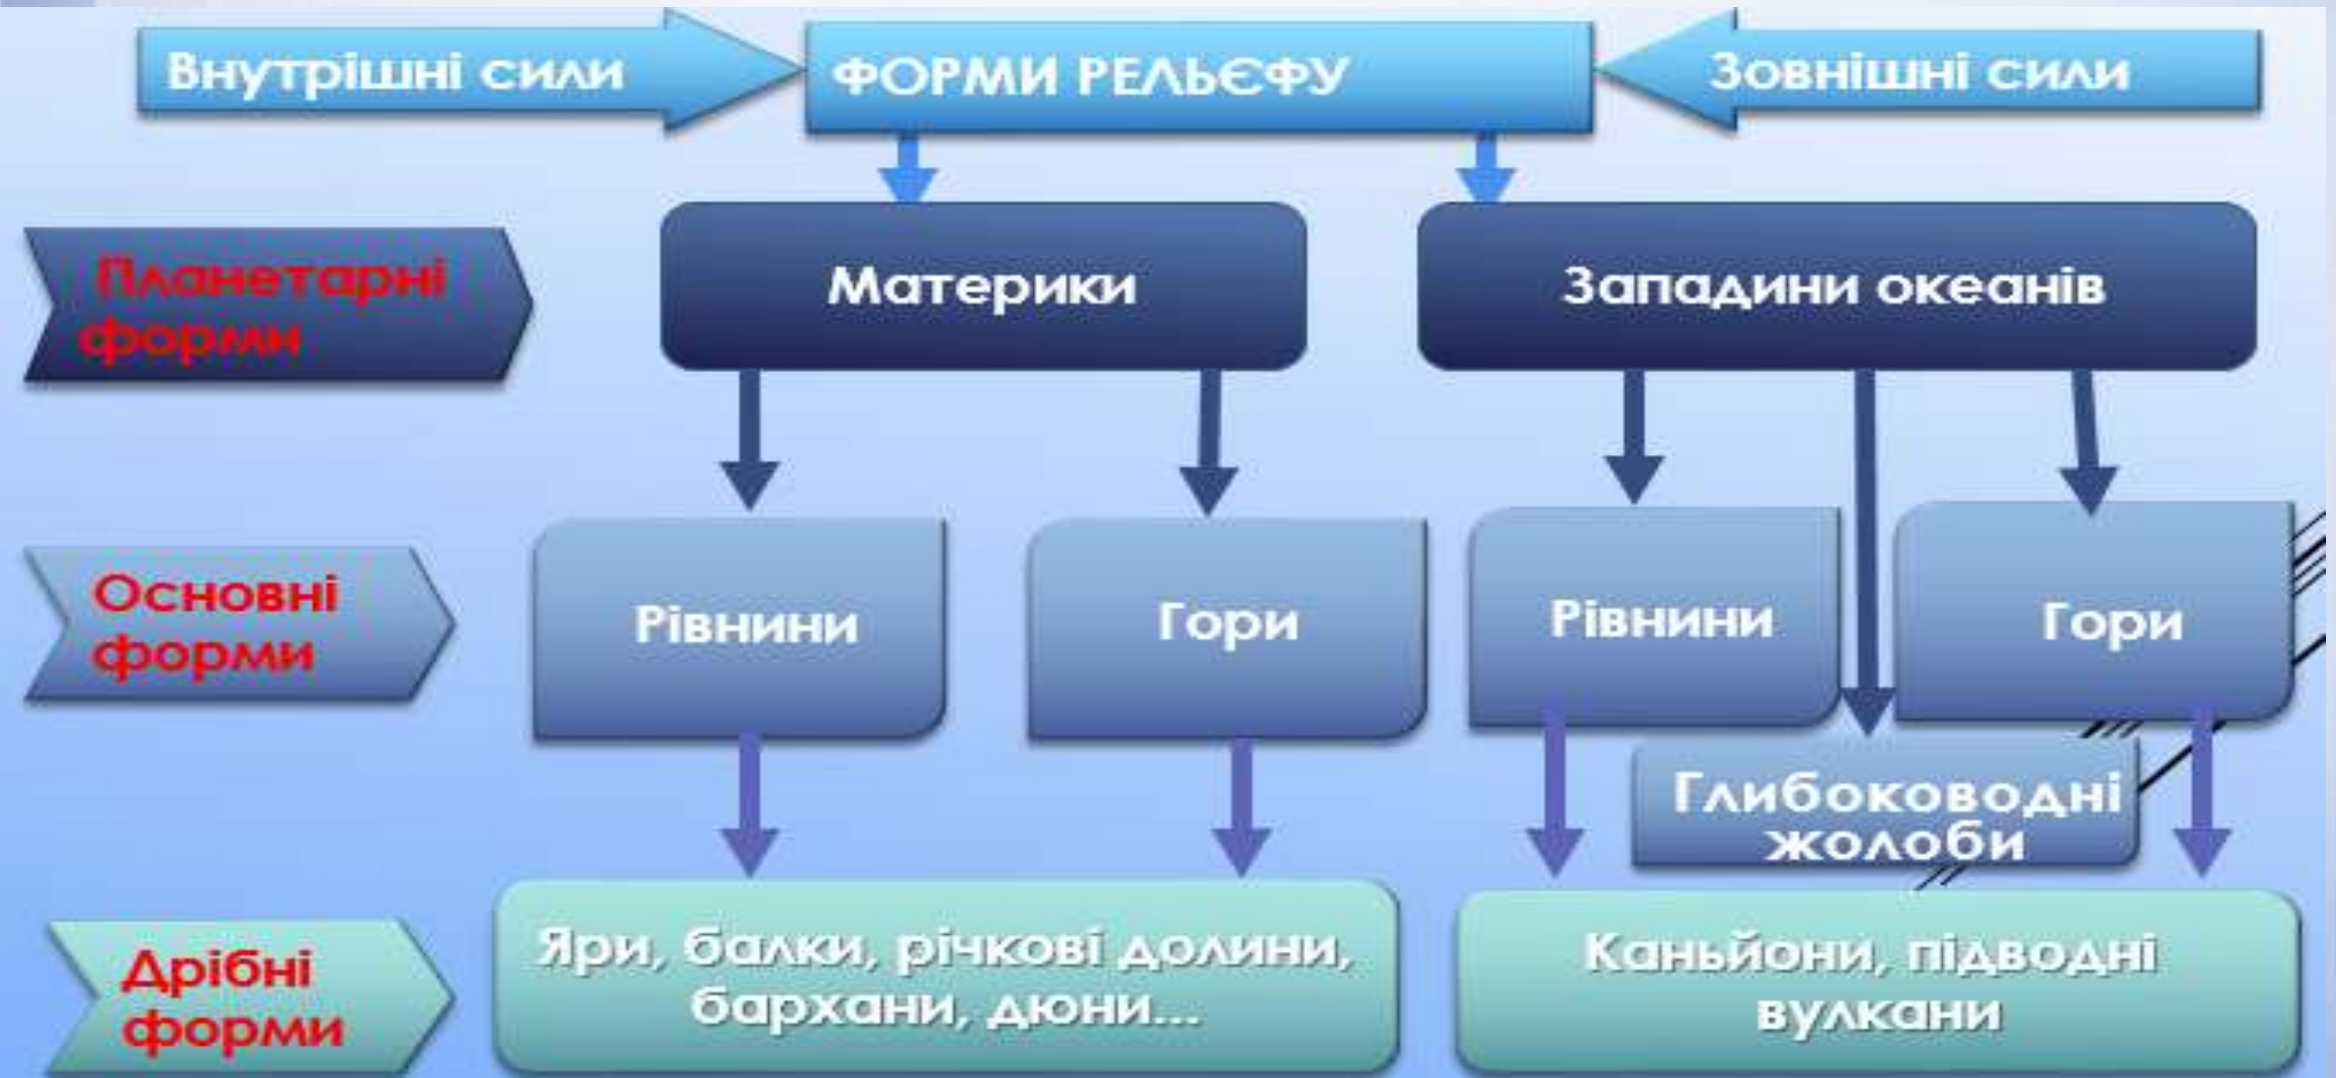 Внутрішні сили
ФОРМИ РЕЛЬЄФУ
Зовнішні сили
Планетарні
форми
Материки
Западини океанів
Основні
форми
Рівнини
Гори
Рівнини
Гори
Глибоководні
жолоби
Дрібні
форми
Яри, балки, річкові долини,
бархани, дюни...
Каньйони, підводні
вулкани